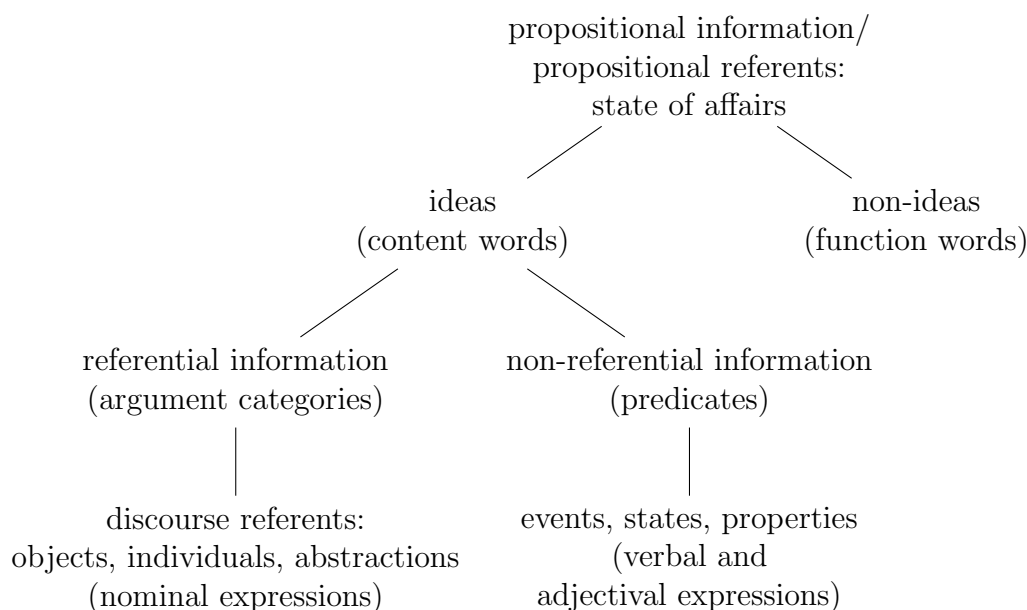 propositional information/
propositional referents:
state of affairs
ideas
(content words)
non-ideas
(function words)
referential information
(argument categories)
non-referential information
(predicates)
discourse referents:
objects, individuals, abstractions
(nominal expressions)
events, states, properties
(verbal and
adjectival expressions)